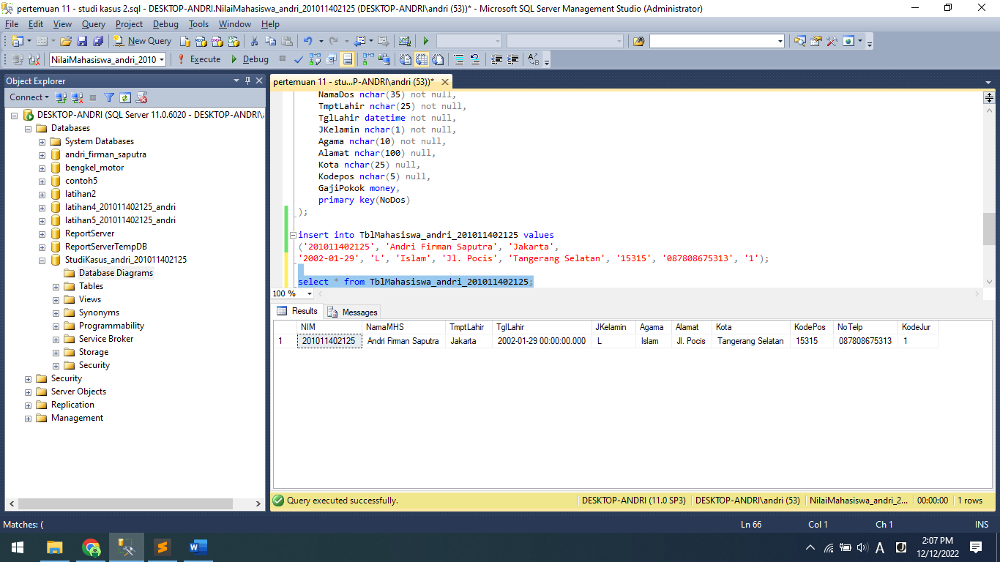 pertemuan 11 - studi kasus 2.sql - DESKTOP-ANDRI.NilaiMahasiswa_andri_201011402125 (DESKTOP-ANDRI\andri (53))* - Microsoft SQL Server Management Studio (Administrator)
File Edit View Query Project Debug Tools Window Help
New Query
NilaiMahasiswa_andri_2010 Execute Debug
Object Explorer
Connect
DESKTOP-ANDRI (SQL Server 11.0.6020 - DESKTOP-ANDRI\
Databases
System Databases
andri_firman_saputra
bengkel_motor
contoh5
latihan2
latihan4_201011402125_andri
latihan5_201011402125_andri
ReportServer
ReportServerTempDB
StudiKasus_andri_201011402125
Database Diagrams
Tables
Views
Synonyms
Programmability
Service Broker
Storage
Security
Security
Server Objects
Replication
Management
pertemuan 11 - stu...P-ANDRI\andri (53))*
NamaDos nchar(35) not null,
TmptLahir nchar(25) not null,
TglLahir datetime not null,
JKelamin nchar(1) not null,
Agama nchar(10) not null,
Alamat nchar(100) null,
Kota nchar(25) null,
Kodepos nchar(5) null,
GajiPokok money,
primary key(NoDos)
);
insert into TblMahasiswa_andri_201011402125 values
('201011402125', 'Andri Firman Saputra', 'Jakarta',
'2002-01-29', 'L', 'Islam', 'Jl. Pocis', 'Tangerang Selatan', '15315', '087808675313', '1');
select * from TblMahasiswa_andri_201011402125;
100 %
Results Messages
NIM NamaMHS TmptLahir TglLahir JKelamin Agama Alamat Kota KodePos NoTelp KodeJur
1 201011402125 Andri Firman Saputra Jakarta 2002-01-29 00:00:00.000 L Islam Jl. Pocis Tangerang Selatan 15315 087808675313 1
Query executed successfully. DESKTOP-ANDRI (11.0 SP3) DESKTOP-ANDRI\andri (53) NilaiMahasiswa_andri_2... 00:00:00 1 rows
Matches: ( Ln 66 Col 1 Ch 1 INS
2:07 PM
12/12/2022